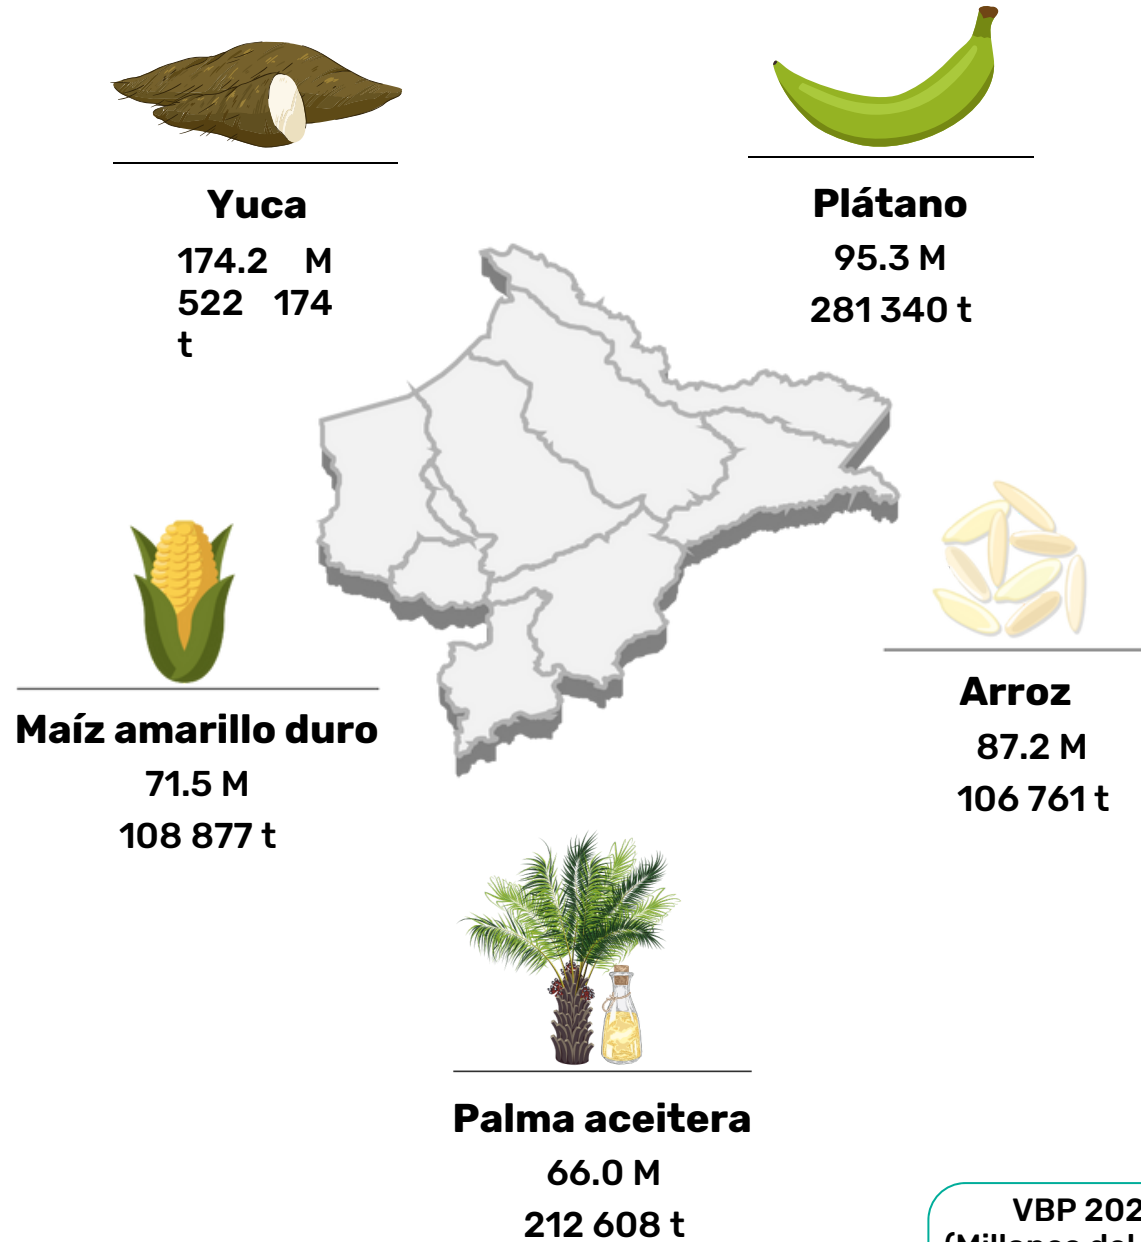 Yuca
174.2 M
522 174
t
Plátano
95.3 M
281 340 t
Maíz amarillo duro
71.5 M
108 877 t
Arroz
87.2 M
106 761 t
Palma aceitera
66.0 M
212 608 t
VBP 202